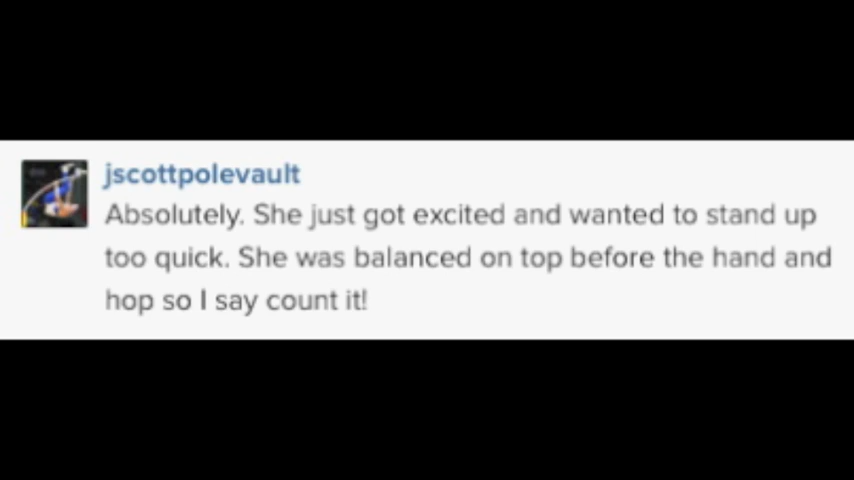 jscottpolevault
Absolutely. She just got excited and wanted to stand up
too quick. She was balanced on top before the hand and
hop so I say count it!